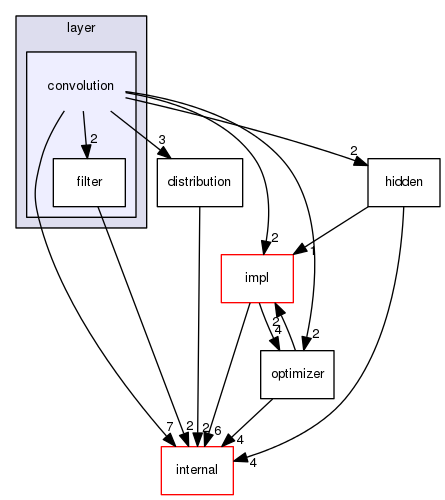 layer
convolution
2
3
2
filter
distribution
hidden
2
1
impl
2
4
2
optimizer
7
2
2
6
4
4
internal